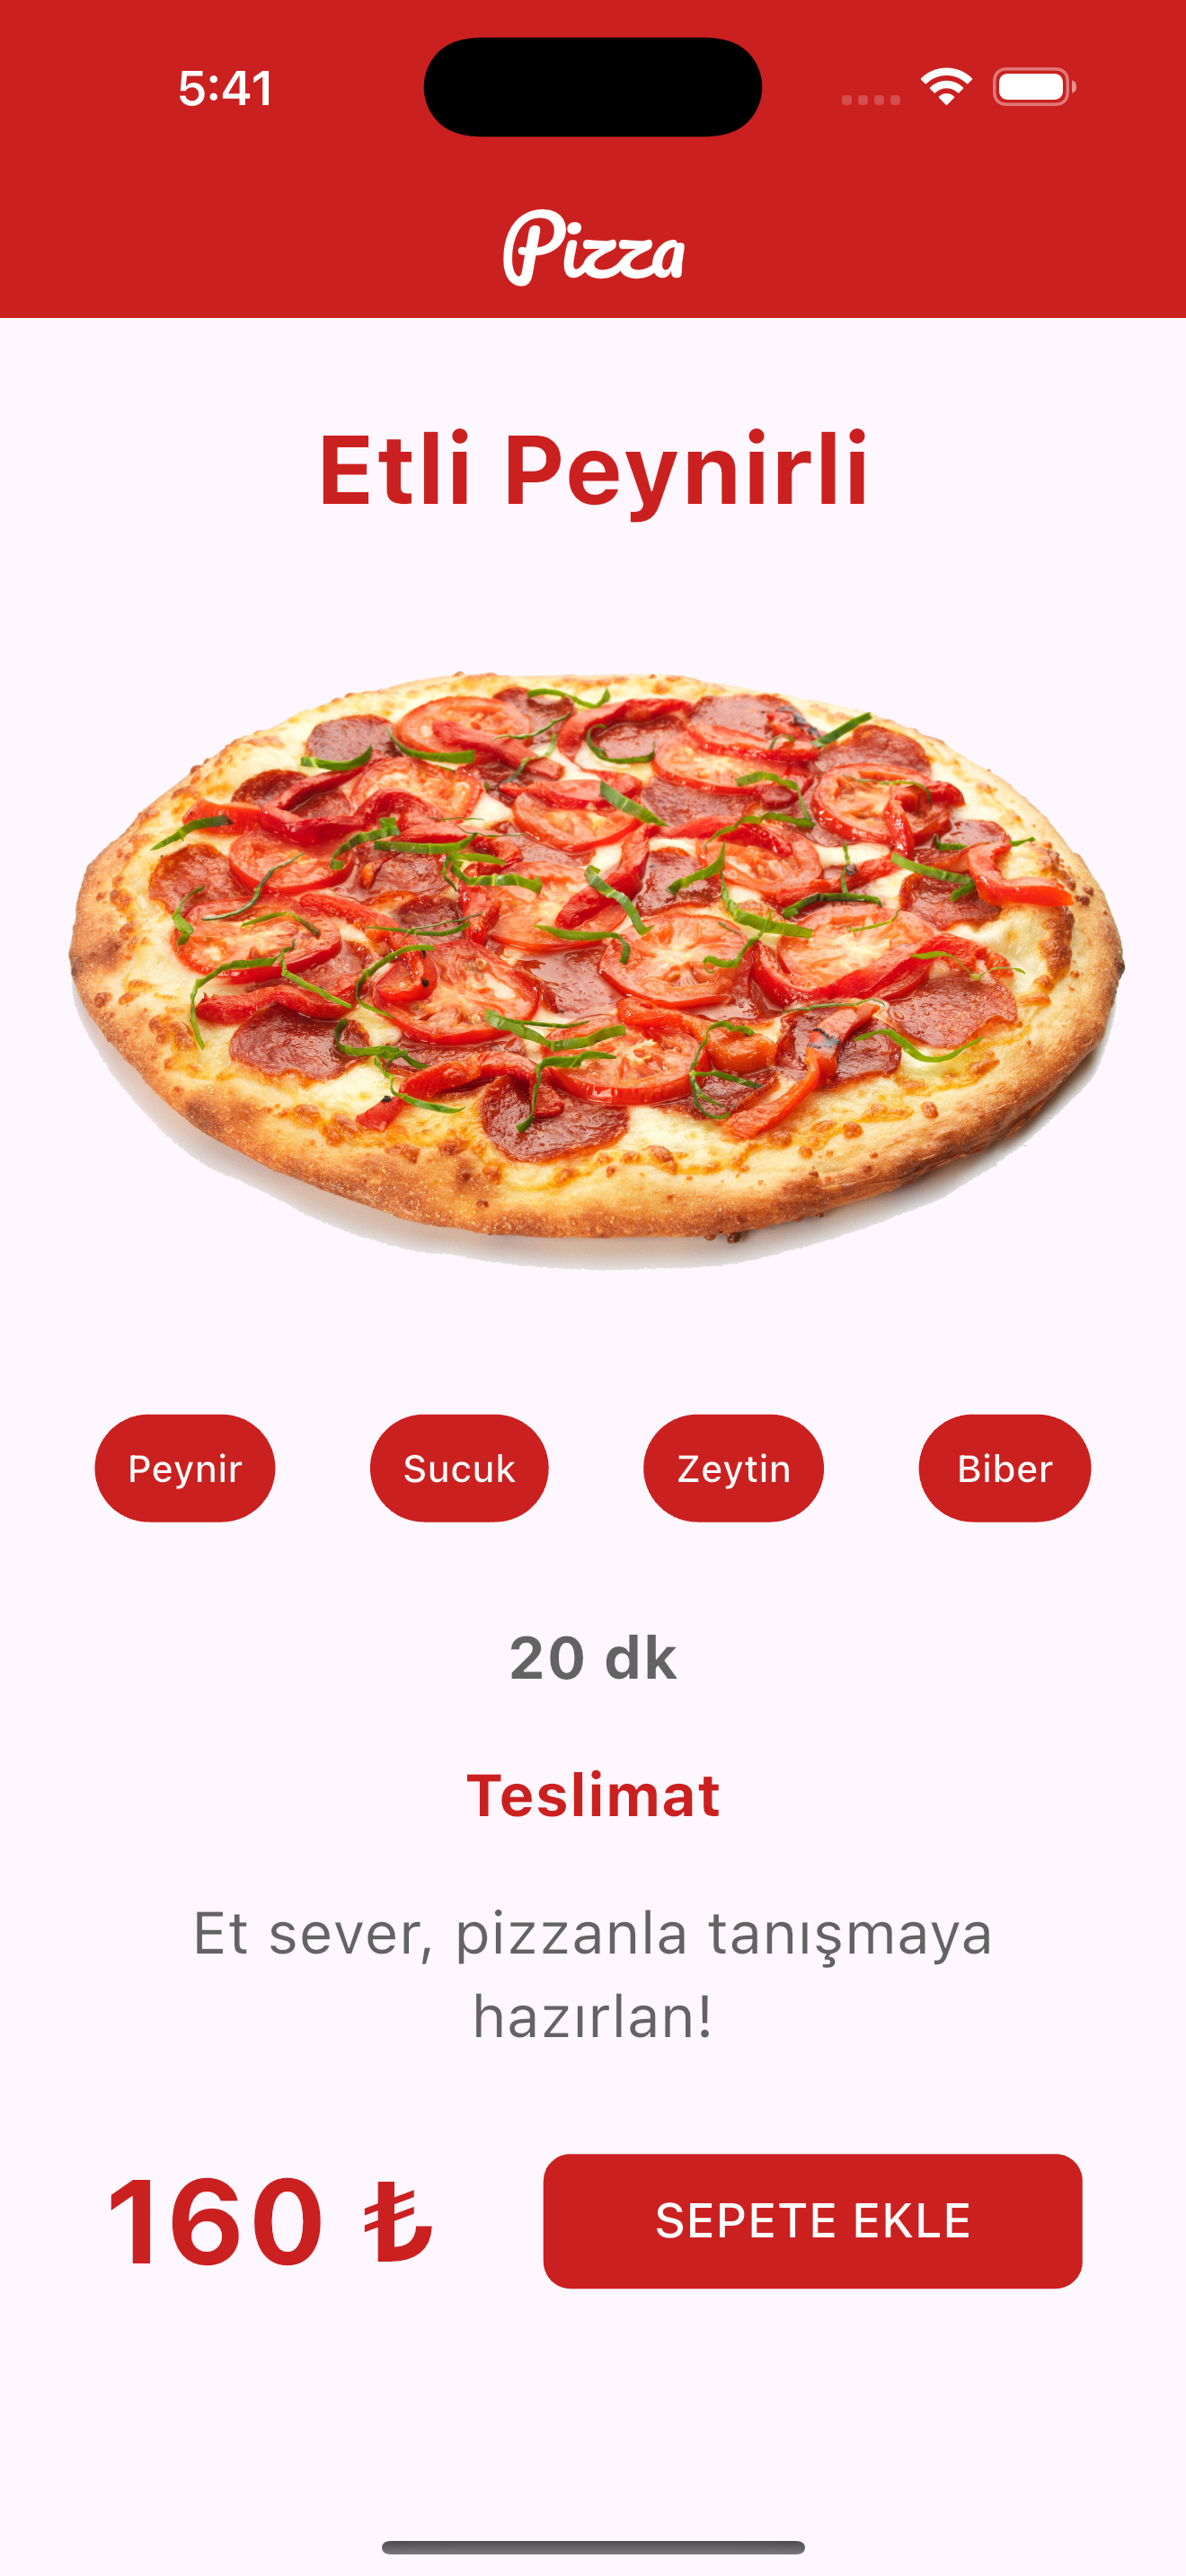 5:41
Pizza
Etli Peynirli
Peynir Sucuk Zeytin Biber
20 dk
Teslimat
Et sever, pizzanla tanışmaya
hazırlan!
160 ₺ SEPETE EKLE